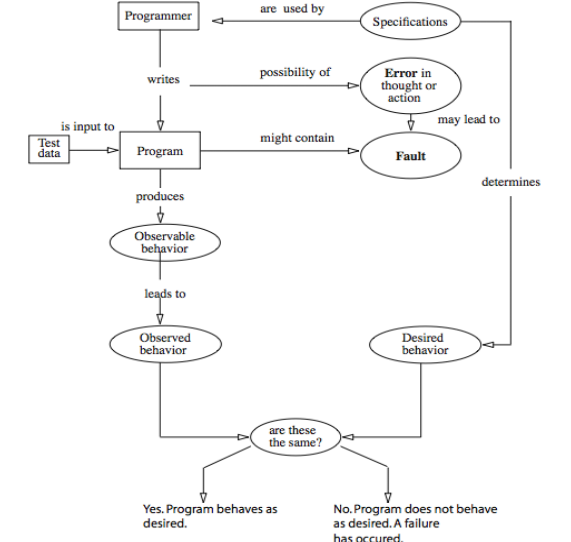 are used by
Programmer
Specifications
writes
possibility of
Error in
thought or
action
may lead to
is input to
Test
data
Program
might contain
Fault
determines
produces
Observable
behavior
leads to
Observed
behavior
Desired
behavior
are these
the same?
Yes. Program behaves as
desired.
No. Program does not behave
as desired. A failure
has occured.